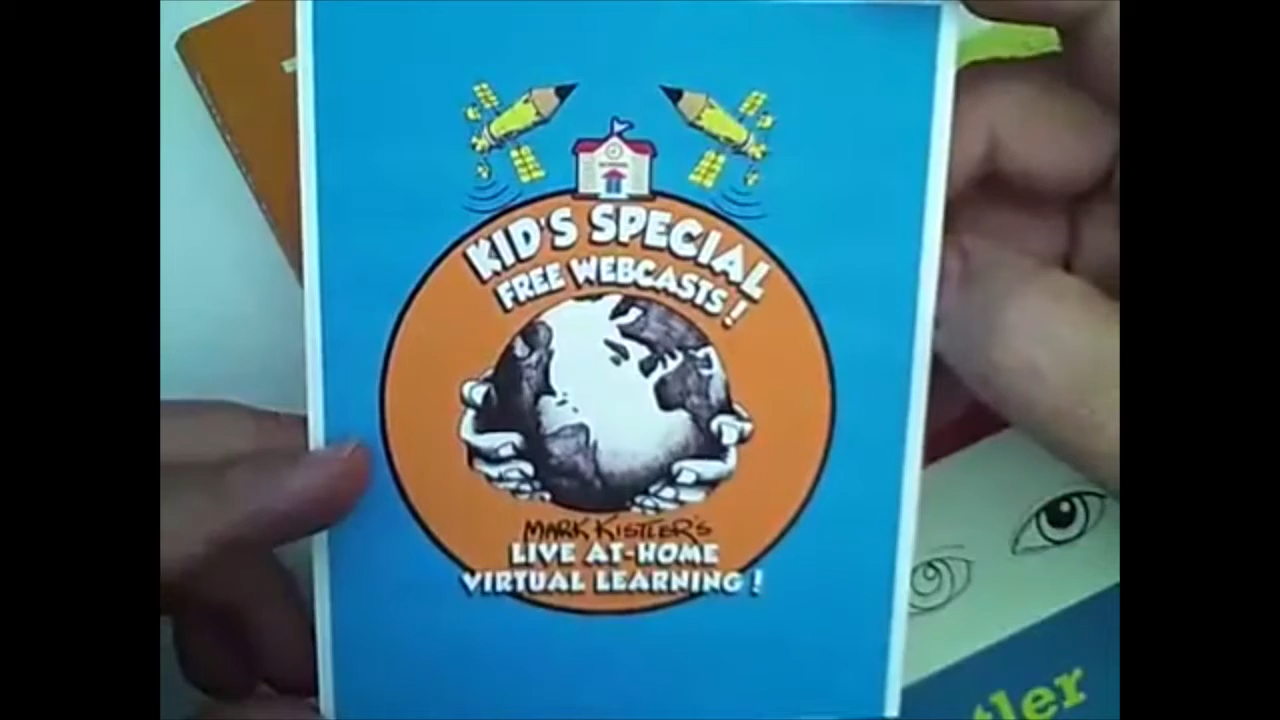 KID'S SPECIAL
FREE WEBCASTS!
MARK KISTLER'S
LIVE AT-HOME
VIRTUAL LEARNING!
tler